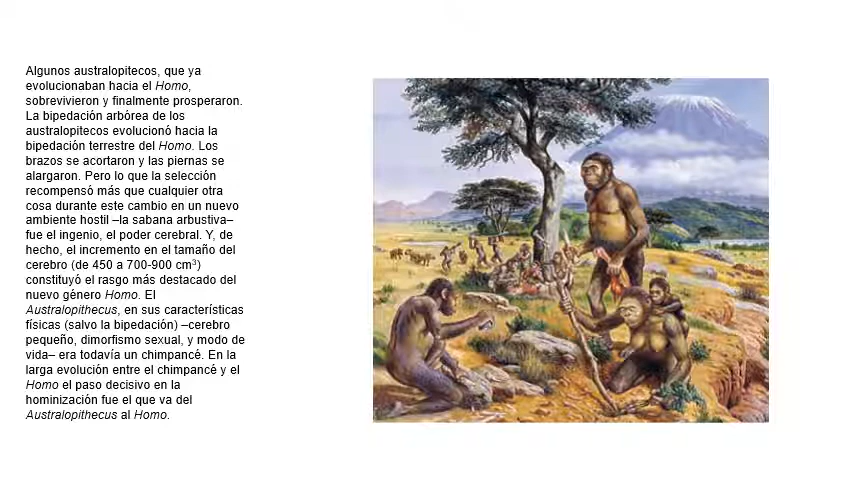 Algunos australopitecos, que ya
evolucionaban hacia el Homo,
sobrevivieron y finalmente prosperaron.
La bipedación arbórea de los
australopitecos evolucionó hacia la
bipedación terrestre del Homo. Los
brazos se acortaron y las piernas se
alargaron. Pero lo que la selección
recompensó más que cualquier otra
cosa durante este cambio en un nuevo
ambiente hostil –la sabana arbustiva–
fue el ingenio, el poder cerebral. Y, de
hecho, el incremento en el tamaño del
cerebro (de 450 a 700-900 cm³)
constituyó el rasgo más destacado del
nuevo género Homo. El
Australopithecus, en sus características
físicas (salvo la bipedación) –cerebro
pequeño, dimorfismo sexual, y modo de
vida– era todavía un chimpancé. En la
larga evolución entre el chimpancé y el
Homo el paso decisivo en la
hominización fue el que va del
Australopithecus al Homo.